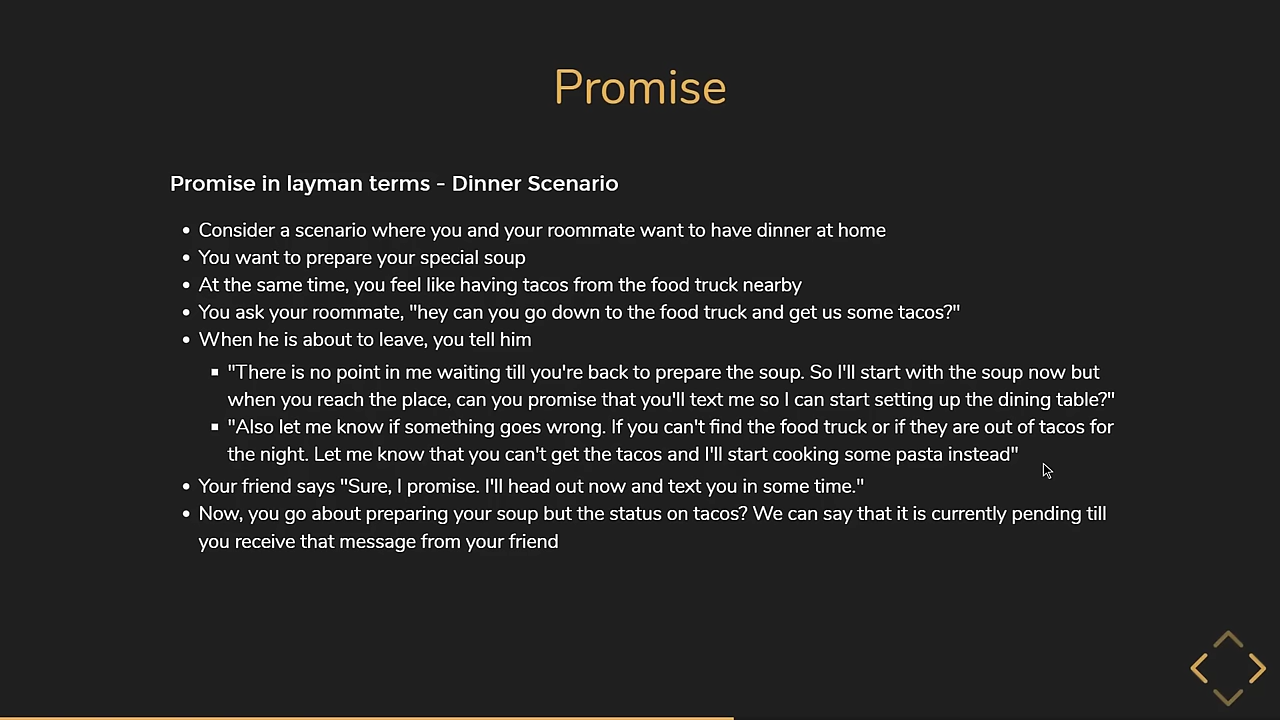 Promise
Promise in layman terms - Dinner Scenario
• Consider a scenario where you and your roommate want to have dinner at home
• You want to prepare your special soup
• At the same time, you feel like having tacos from the food truck nearby
• You ask your roommate, "hey can you go down to the food truck and get us some tacos?"
• When he is about to leave, you tell him
▪ "There is no point in me waiting till you're back to prepare the soup. So I'll start with the soup now but
when you reach the place, can you promise that you'll text me so I can start setting up the dining table?"
▪ "Also let me know if something goes wrong. If you can't find the food truck or if they are out of tacos for
the night. Let me know that you can't get the tacos and I'll start cooking some pasta instead"
• Your friend says "Sure, I promise. I'll head out now and text you in some time."
• Now, you go about preparing your soup but the status on tacos? We can say that it is currently pending till
you receive that message from your friend